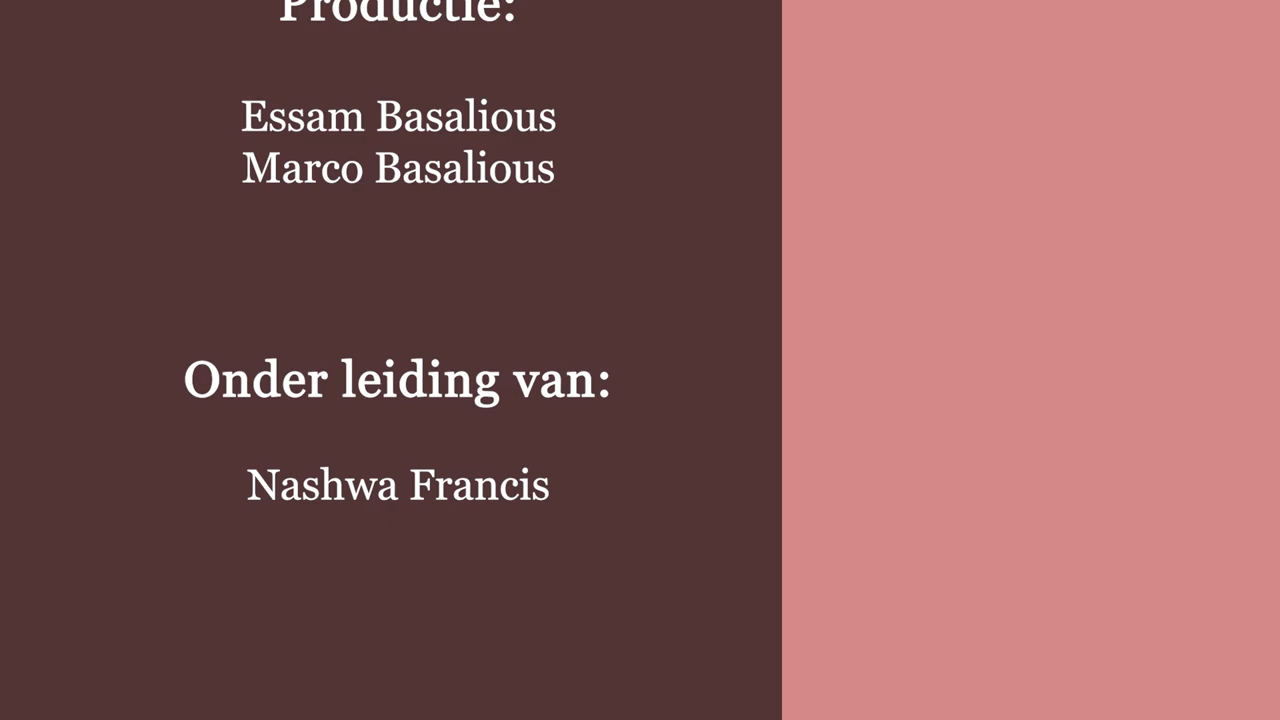 Productie:
Essam Basalious
Marco Basalious
Onder leiding van:
Nashwa Francis